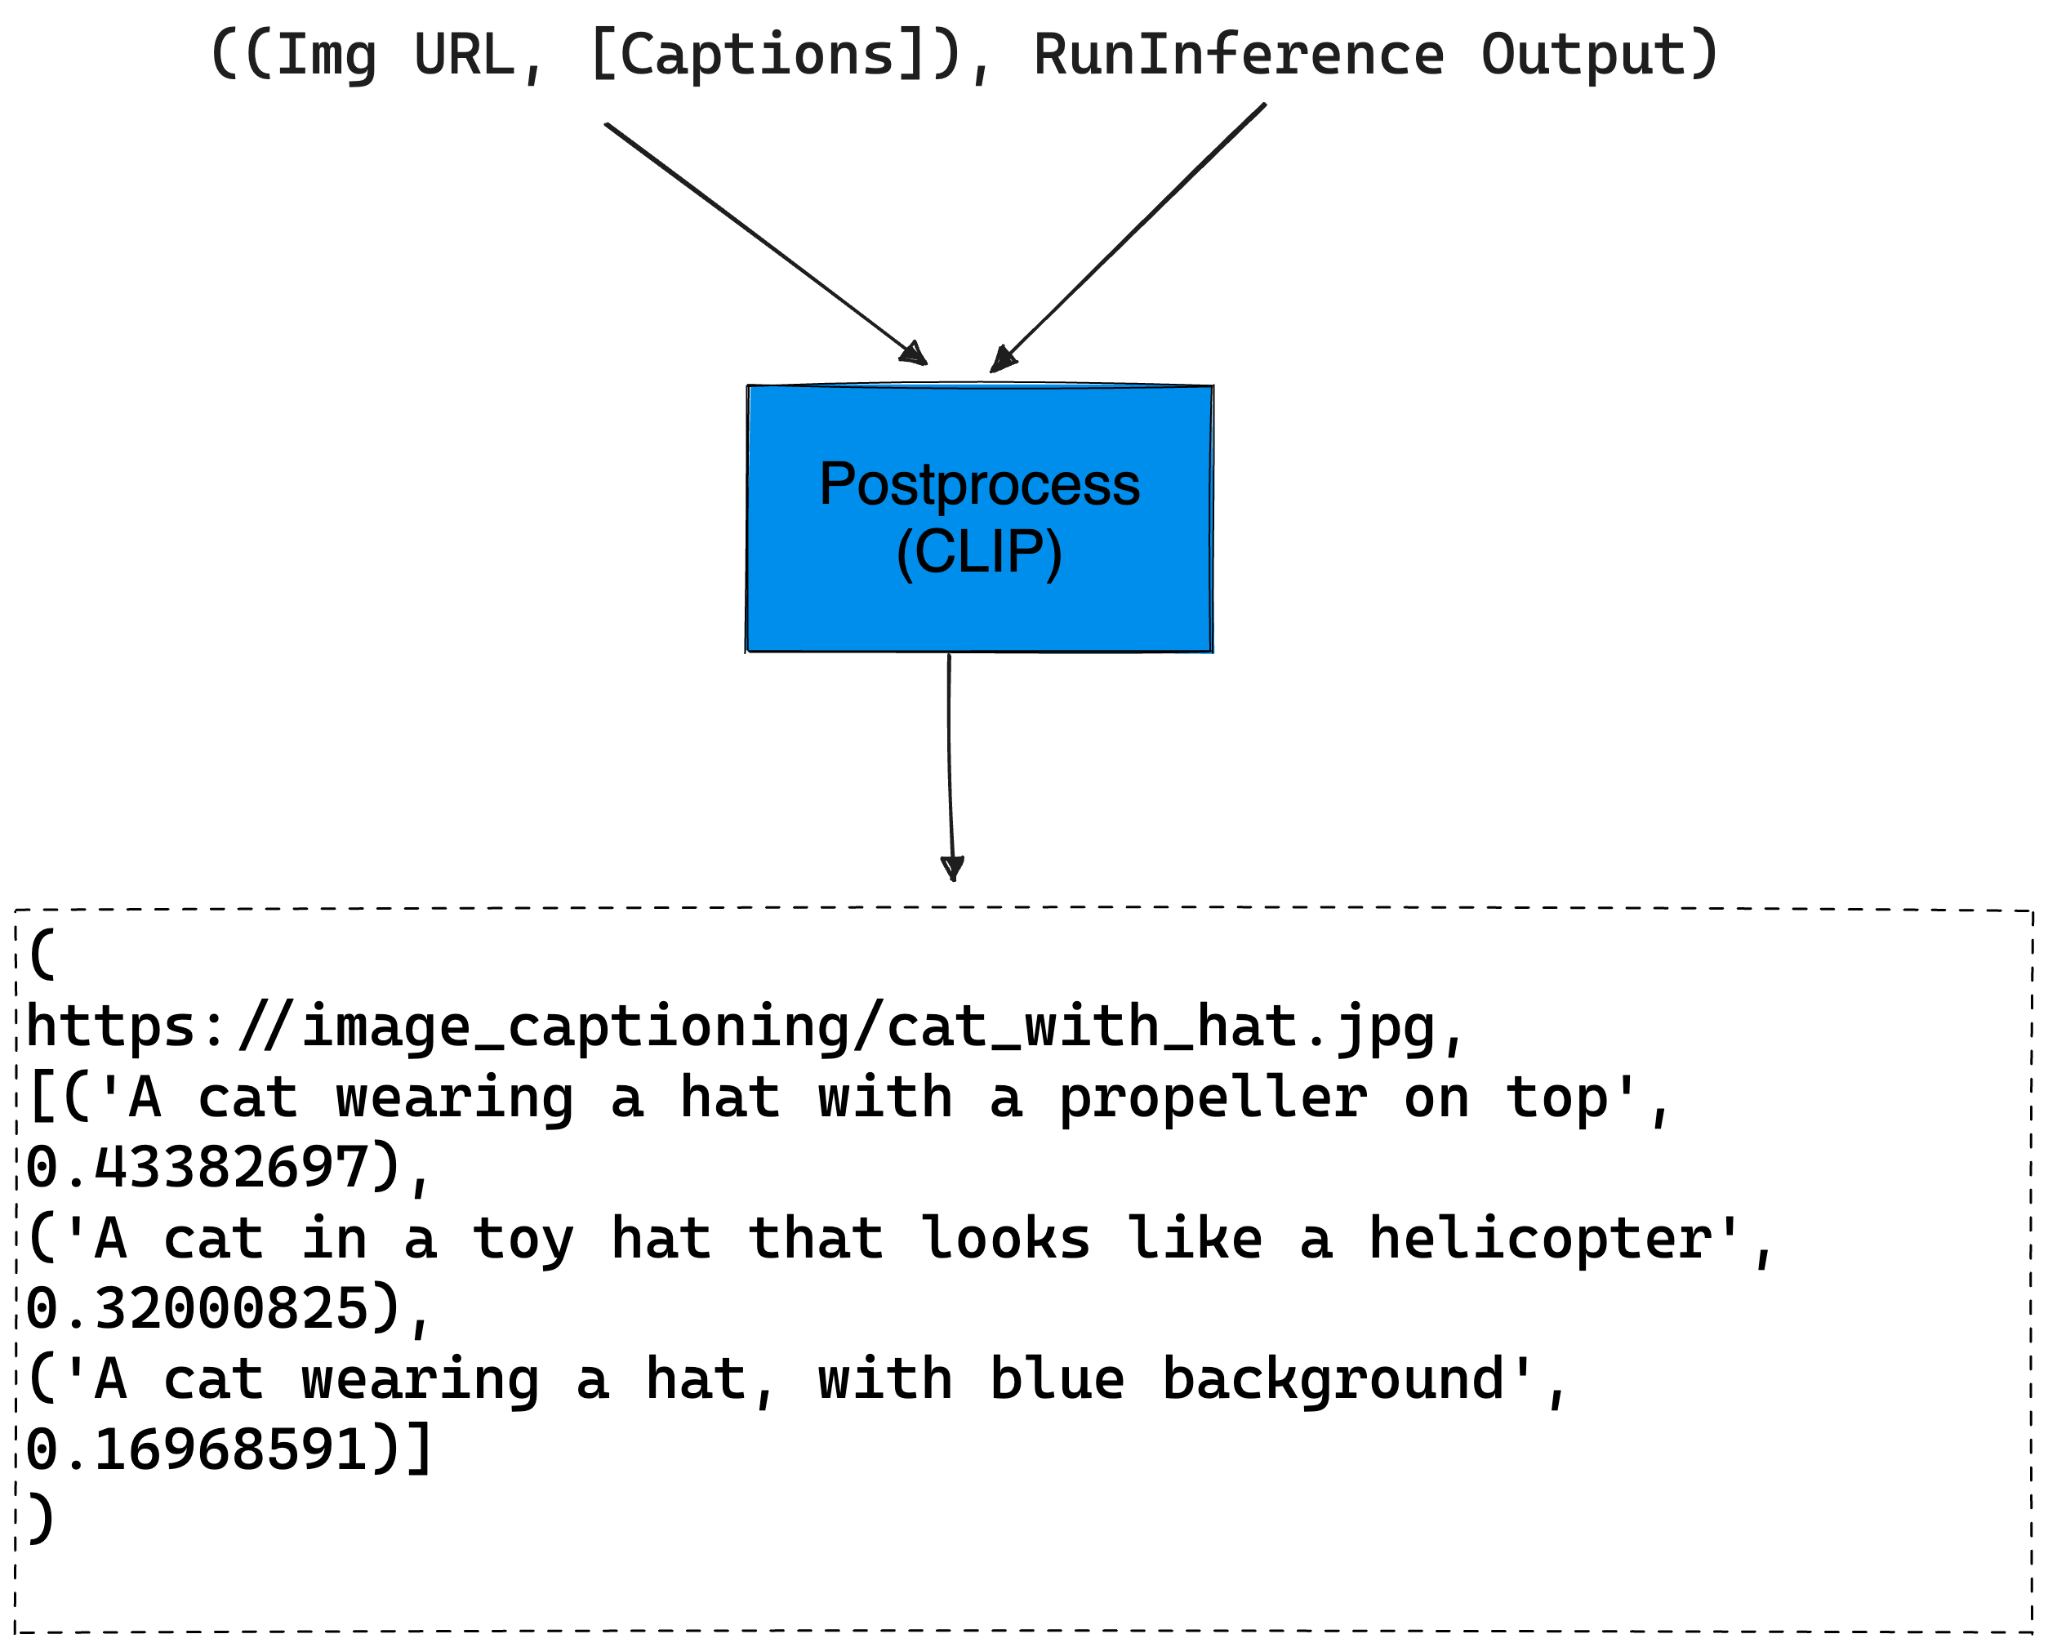 ((Img URL, [Captions]), RunInference Output)
Postprocess
(CLIP)
(
https://image_captioning/cat_with_hat.jpg,
[('A cat wearing a hat with a propeller on top',
0.43382697),
('A cat in a toy hat that looks like a helicopter',
0.32000825),
('A cat wearing a hat, with blue background',
0.16968591)]
)